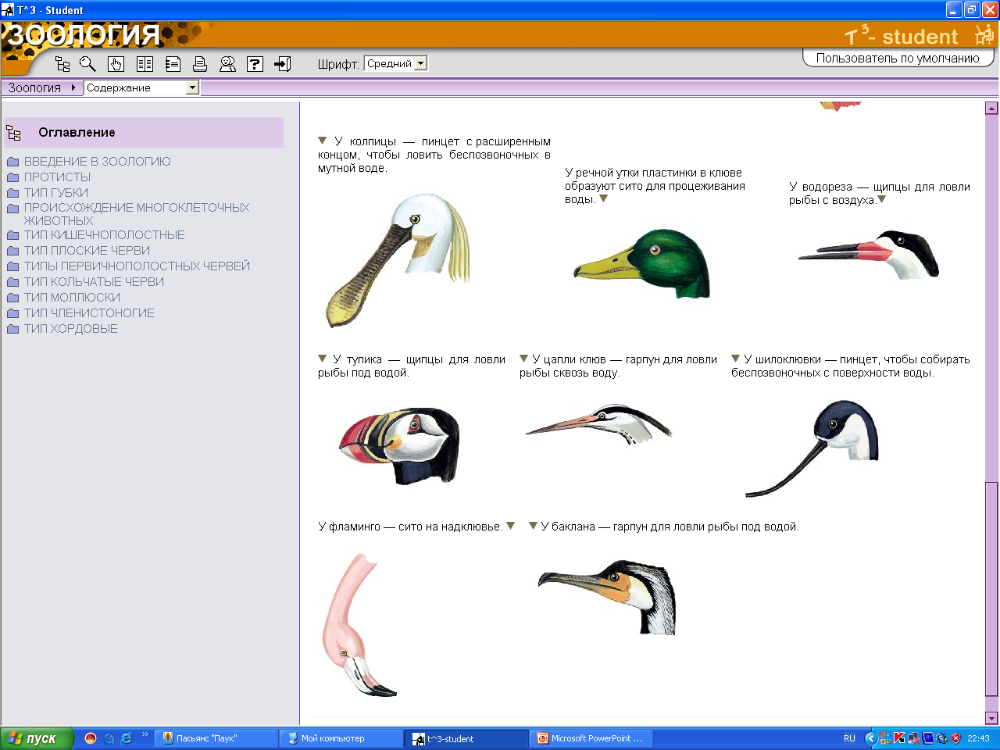 T^3 - Student
ЗООЛОГИЯ
T3- student
Шрифт: Средний
Пользователь по умолчанию
Зоология
Содержание
Оглавление
ВВЕДЕНИЕ В ЗООЛОГИЮ
ПРОТИСТЫ
ТИП ГУБКИ
ПРОИСХОЖДЕНИЕ МНОГОКЛЕТОЧНЫХ
ЖИВОТНЫХ
ТИП КИШЕЧНОПОЛОСТНЫЕ
ТИП ПЛОСКИЕ ЧЕРВИ
ТИПЫ ПЕРВИЧНОПОЛОСТНЫХ ЧЕРВЕЙ
ТИП КОЛЬЧАТЫЕ ЧЕРВИ
ТИП МОЛЛЮСКИ
ТИП ЧЛЕНИСТОНОГИЕ
ТИП ХОРДОВЫЕ
У колпицы — пинцет с расширенным
концом, чтобы ловить беспозвоночных в
мутной воде.
У речной утки пластинки в клюве
образуют сито для процеживания
воды.
У водореза — щипцы для ловли
рыбы с воздуха.
У тупика — щипцы для ловли
рыбы под водой.
У цапли клюв — гарпун для ловли
рыбы сквозь воду.
У шилоклювки — пинцет, чтобы собирать
беспозвоночных с поверхности воды.
У фламинго — сито на надклювье.
У баклана — гарпун для ловли рыбы под водой.
пуск
Пасьянс "Паук"
Мой компьютер
t^3-student
Microsoft PowerPoint ...
RU
22:43